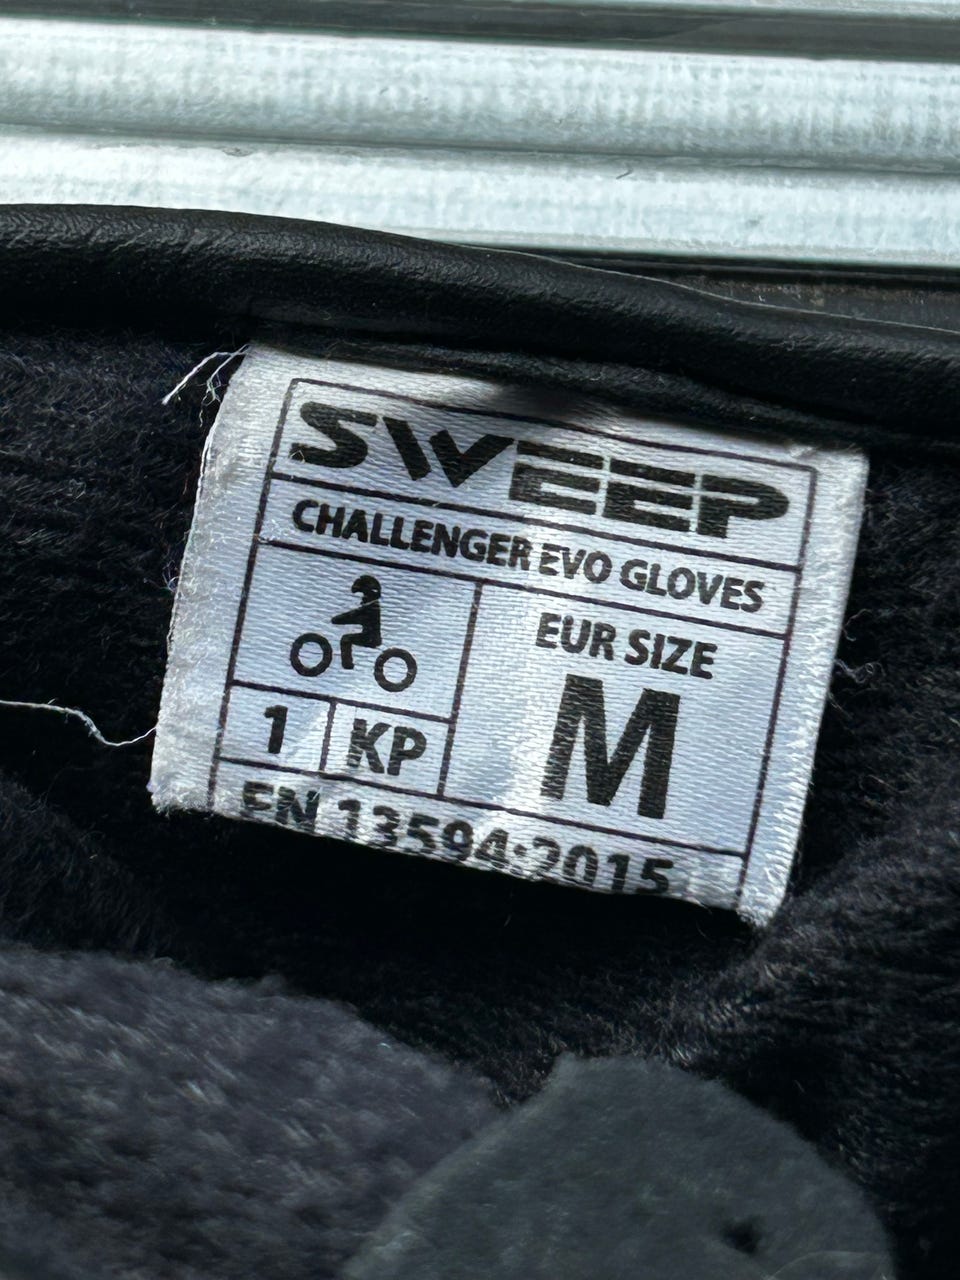 SWEEP
CHALLENGER EVO GLOVES
EUR SIZE
M
1 KP
EN 13594:2015